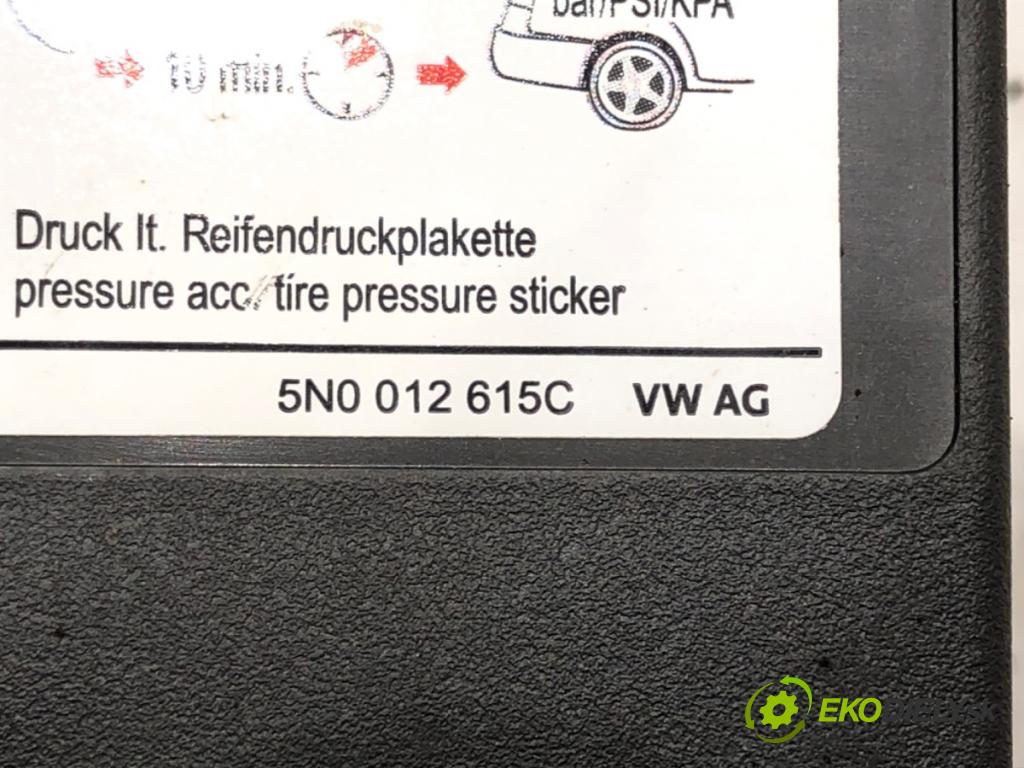 bar/PSI/KPA
10 min.
Druck lt. Reifendruckplakette
pressure acc. tire pressure sticker
5N0 012 615C VW AG